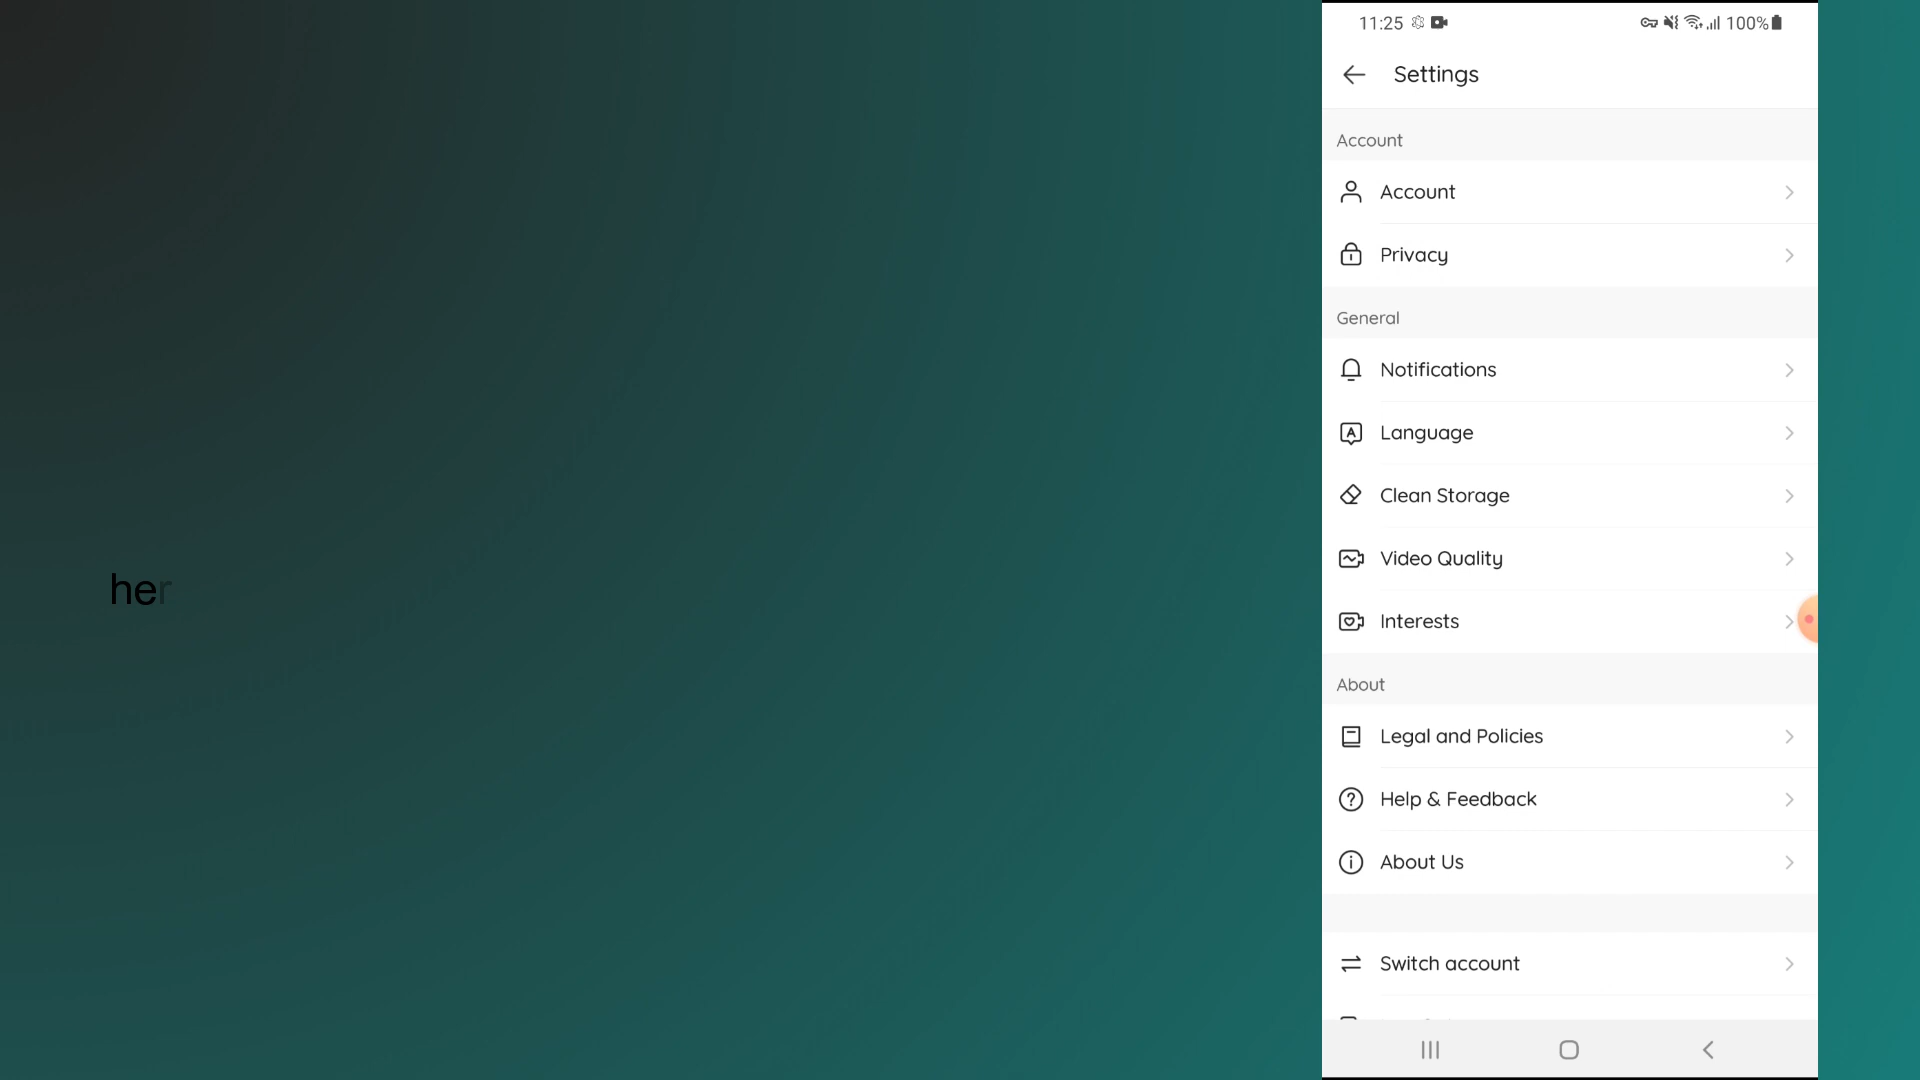 her
11:25
100%
Settings
Account
Account
Privacy
General
Notifications
Language
Clean Storage
Video Quality
Interests
About
Legal and Policies
Help & Feedback
About Us
Switch account